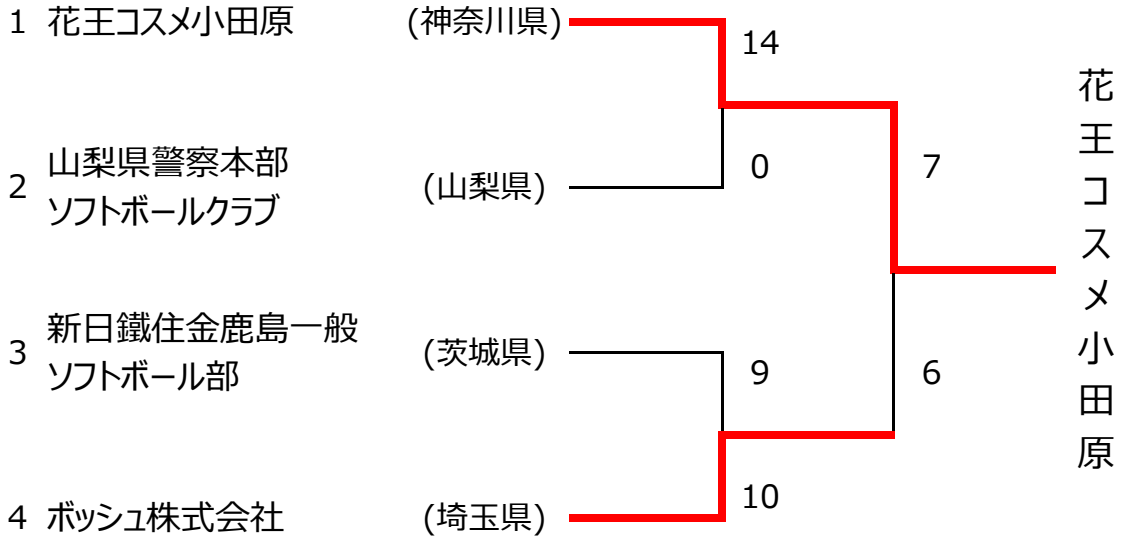 1 花王コスメ小田原 (神奈川県)
14
2 山梨県警察本部
ソフトボールクラブ
(山梨県)
0
7
3 新日鐵住金鹿島一般
ソフトボール部
(茨城県)
9
6
4 ボッシュ株式会社 (埼玉県)
10
花王コスメ小田原